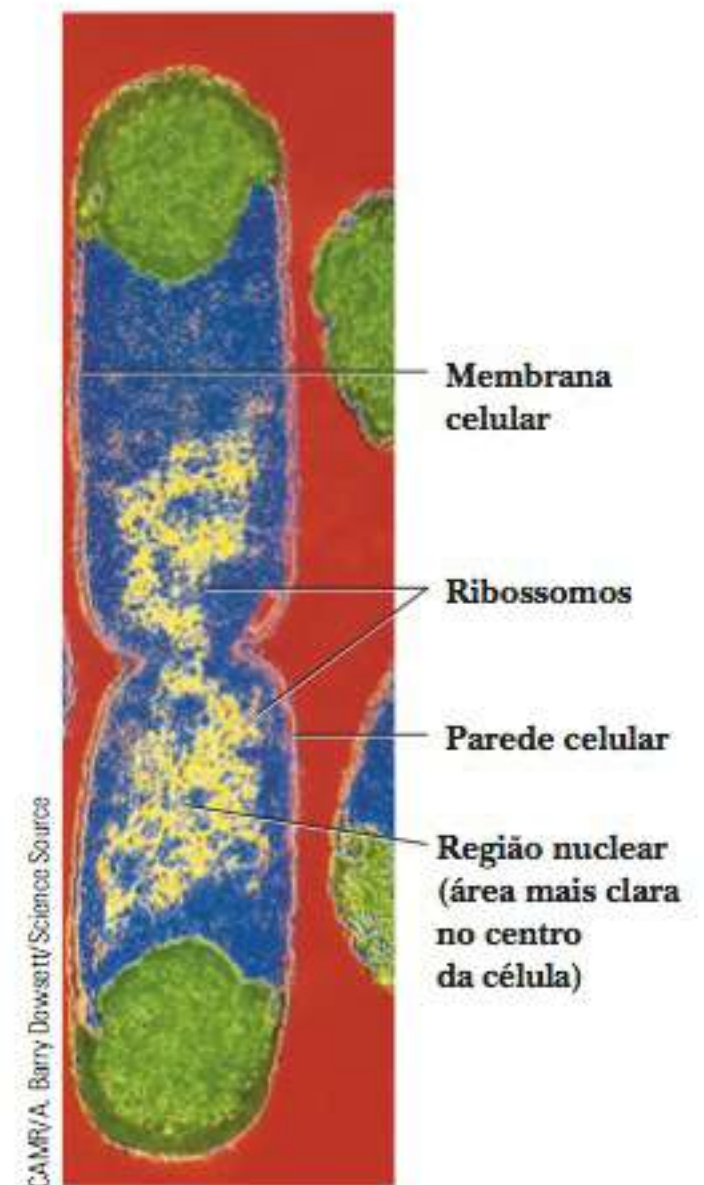 Membrana
celular
Ribossomos
Parede celular
Região nuclear
(área mais clara
no centro
da célula)
CAMR/A. Barry Dowsett/Science Source